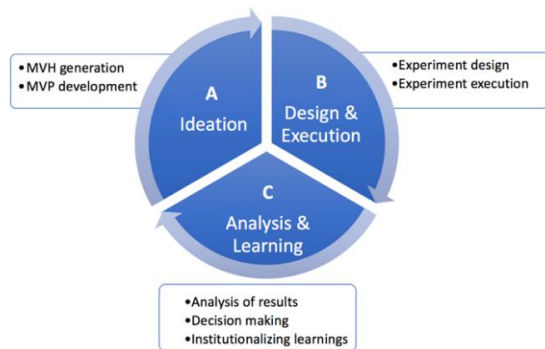 •MVH generation
•MVP development
A
Ideation
B
Design &
Execution
•Experiment design
•Experiment execution
C
Analysis &
Learning
•Analysis of results
•Decision making
•Institutionalizing learnings